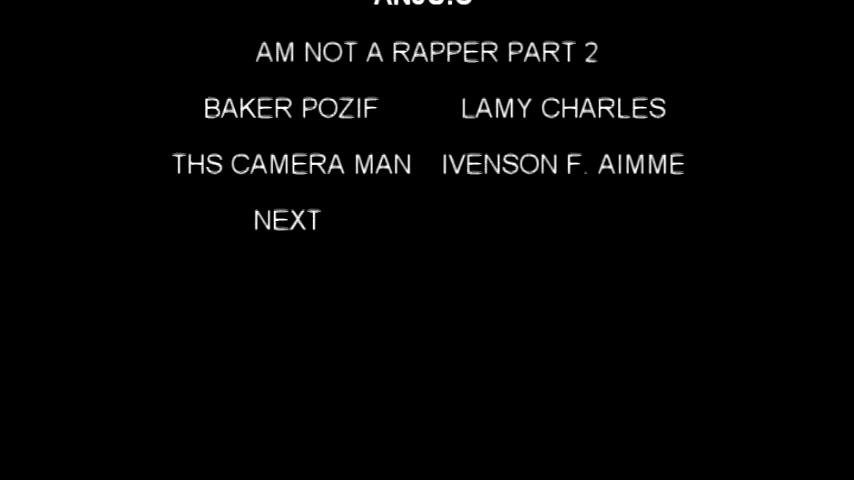 AM NOT A RAPPER PART 2
BAKER POZIF LAMY CHARLES
THS CAMERA MAN IVENSON F. AIMME
NEXT